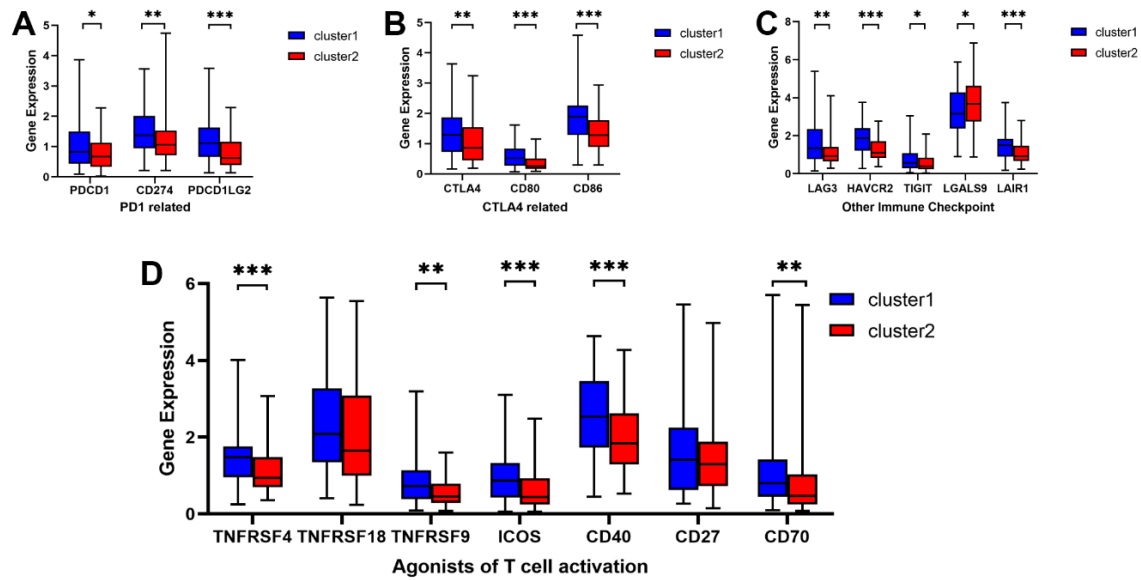 A
* ** ***
5
4
3
2
1
0
Gene Expression
cluster1
cluster2
PDCD1 CD274 PDCD1LG2
PD1 related
B
** *** ***
5
4
3
2
1
0
Gene Expression
cluster1
cluster2
CTLA4 CD80 CD86
CTLA4 related
C
** *** * * ***
8
6
4
2
0
Gene Expression
cluster1
cluster2
LAG3 HAVCR2 TIGIT LGALS9 LAIR1
Other Immune Checkpoint
D
*** ** *** *** **
6
4
2
0
Gene Expression
cluster1
cluster2
TNFRSF4 TNFRSF18 TNFRSF9 ICOS CD40 CD27 CD70
Agonists of T cell activation